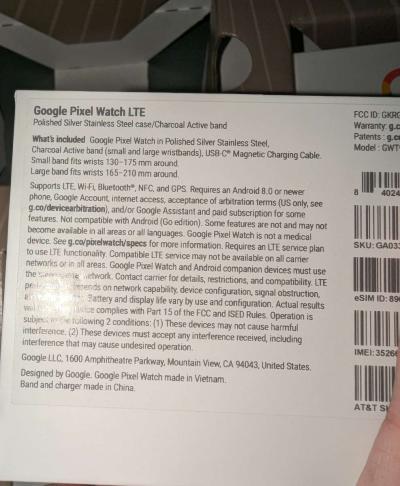 Google Pixel Watch LTE
Polished Silver Stainless Steel case/Charcoal Active band
What's included Google Pixel Watch in Polished Silver Stainless Steel,
Charcoal Active band (small and large wristbands), USB-C® Magnetic Charging Cable.
Small band fits wrists 130–175 mm around.
Large band fits wrists 165–210 mm around.
Supports LTE, Wi-Fi, Bluetooth®, NFC, and GPS. Requires an Android 8.0 or newer
phone, Google Account, internet access, acceptance of arbitration terms (US only, see
g.co/devicearbitration), and/or Google Assistant and paid subscription for some
features. Not compatible with Android (Go edition). Some features are not and may not
become available in all areas or all languages. Google Pixel Watch is not a medical
device. See g.co/pixelwatch/specs for more information. Requires an LTE service plan
to use LTE functionality. Compatible LTE service may not be available on all carrier
networks or in all areas. Google Pixel Watch and Android companion devices must use
the network. Contact carrier for details, restrictions, and compatibility. LTE
depends on network capability, device configuration, signal obstruction,
Battery and display life vary by use and configuration. Actual results
complies with Part 15 of the FCC and ISED Rules. Operation is
subject following 2 conditions: (1) These devices may not cause harmful
interference, (2) These devices must accept any interference received, including
interference that may cause undesired operation.
Google LLC, 1600 Amphitheatre Parkway, Mountain View, CA 94043, United States.
Designed by Google. Google Pixel Watch made in Vietnam.
Band and charger made in China.
FCC ID: GKR
Warranty: g.c
Patents: g.c
Model: GWT
8 4024
SKU: GA03
eSIM ID: 89
IMEI: 3526
AT&T S